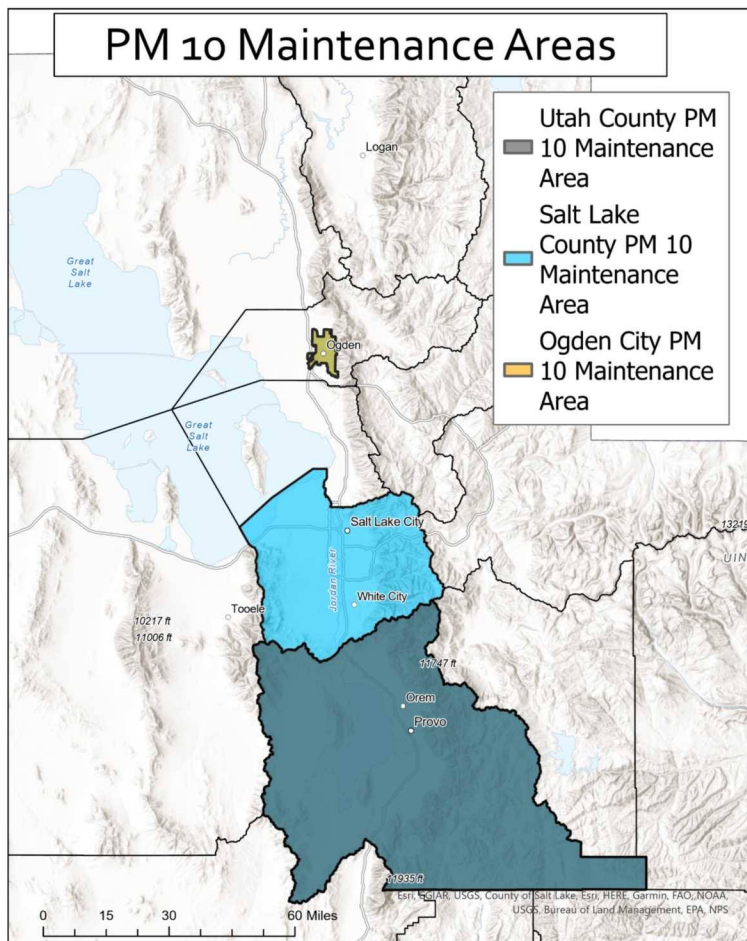 PM 10 Maintenance Areas
Utah County PM
10 Maintenance
Area
Salt Lake
County PM 10
Maintenance
Area
Ogden City PM
10 Maintenance
Area
Logan
Great
Salt
Lake
Ogden
Great
Salt
Lake
Salt Lake City
13219
UIN
Jordan River
White City
Tooele
10217 ft
11006 ft
11747 ft
Orem
Provo
11935 ft
Esri, CGIAR, USGS, County of Salt Lake, Esri, HERE, Garmin, FAO, NOAA,
USGS, Bureau of Land Management, EPA, NPS
0 15 30 60 Miles